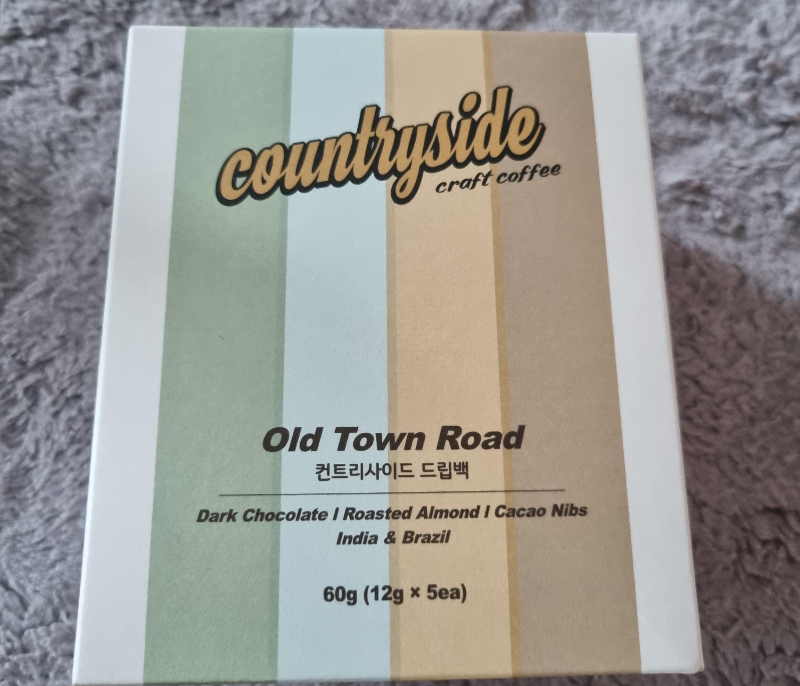 countryside
craft coffee
Old Town Road
컨트리사이드 드립백
Dark Chocolate l Roasted Almond l Cacao Nibs
India & Brazil
60g (12g × 5ea)